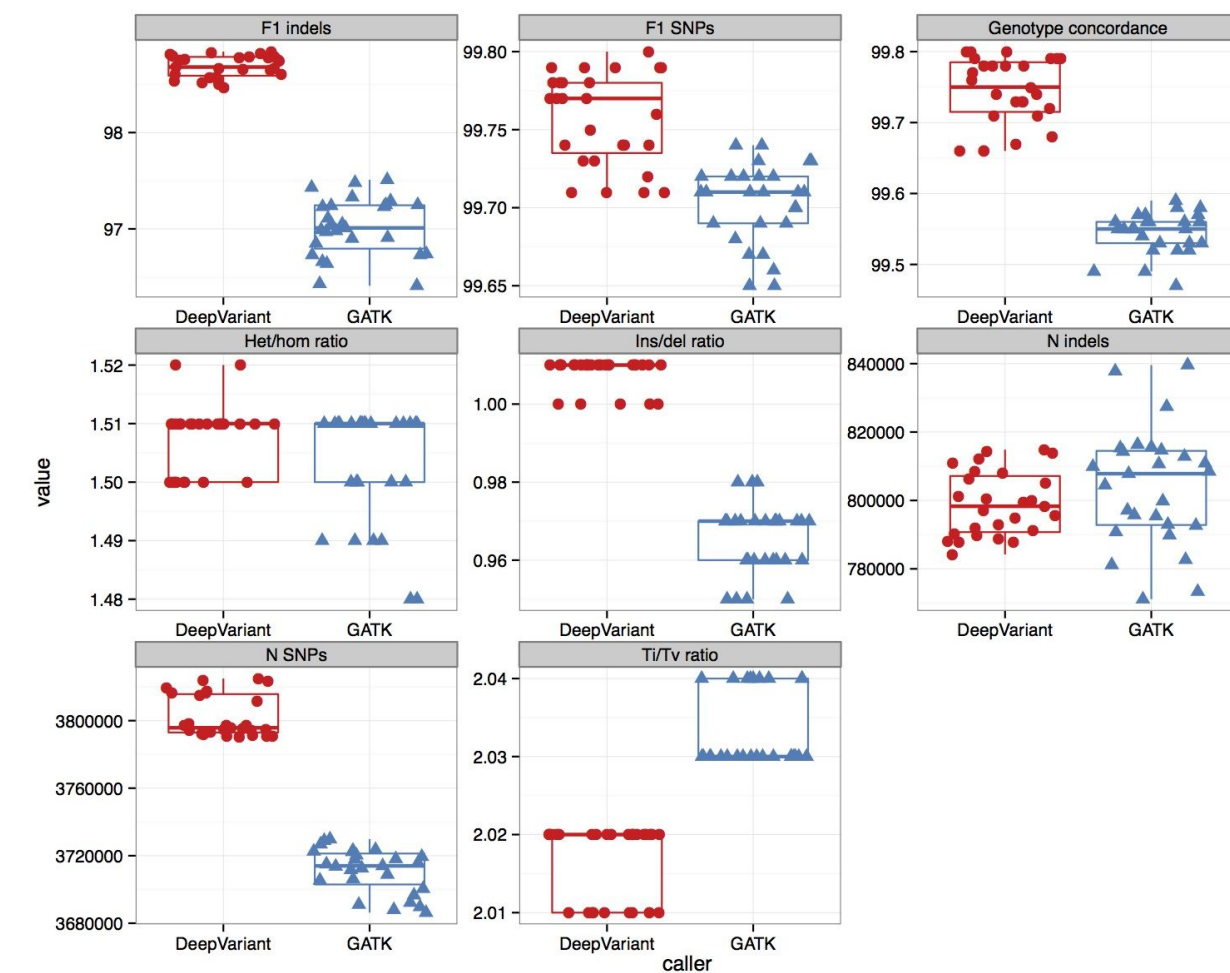 F1 indels
F1 SNPs
Genotype concordance
98
97
DeepVariant GATK
99.80
99.75
99.70
99.65
DeepVariant GATK
99.8
99.7
99.6
99.5
DeepVariant GATK
Het/hom ratio
Ins/del ratio
N indels
value
1.52
1.51
1.50
1.49
1.48
DeepVariant GATK
1.00
0.98
0.96
DeepVariant GATK
840000
820000
800000
780000
DeepVariant GATK
N SNPs
Ti/Tv ratio
3800000
3760000
3720000
3680000
DeepVariant GATK
2.04
2.03
2.02
2.01
DeepVariant GATK
caller